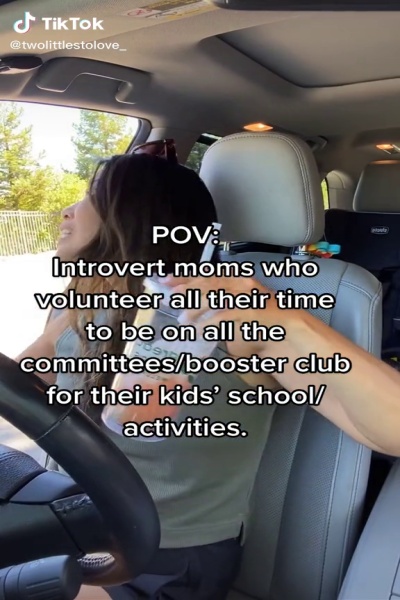 TikTok
@twolittlestolove_
POV:
Introvert moms who
volunteer all their time
to be on all the
committees/booster club
for their kids' school/
activities.